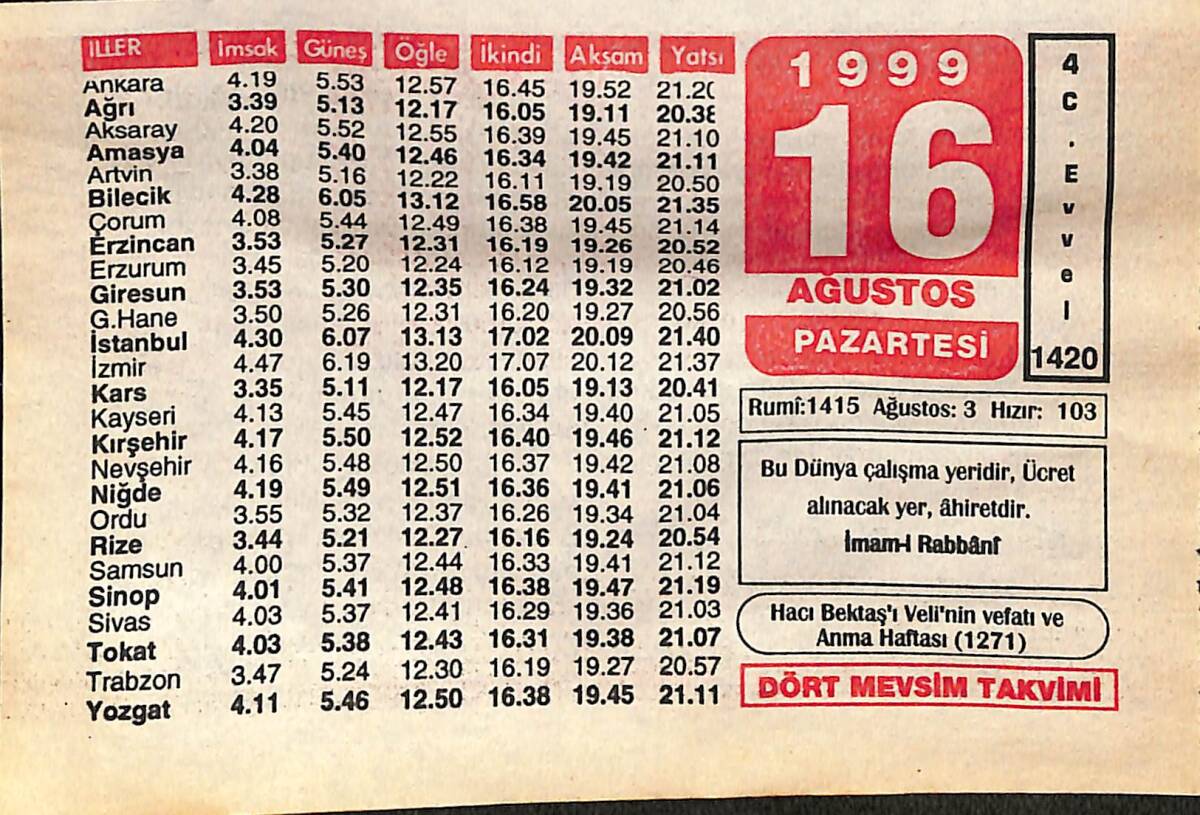 İLLER İmsak Güneş Öğle İkindi Akşam Yatsı
Ankara 4.19 5.53 12.57 16.45 19.52 21.20
Ağrı 3.39 5.13 12.17 16.05 19.11 20.38
Aksaray 4.20 5.52 12.55 16.39 19.45 21.10
Amasya 4.04 5.40 12.46 16.34 19.42 21.11
Artvin 3.38 5.16 12.22 16.11 19.19 20.50
Bilecik 4.28 6.05 13.12 16.58 20.05 21.35
Çorum 4.08 5.44 12.49 16.38 19.45 21.14
Erzincan 3.53 5.27 12.31 16.19 19.26 20.52
Erzurum 3.45 5.20 12.24 16.12 19.19 20.46
Giresun 3.53 5.30 12.35 16.24 19.32 21.02
G.Hane 3.50 5.26 12.31 16.20 19.27 20.56
İstanbul 4.30 6.07 13.13 17.02 20.09 21.40
İzmir 4.47 6.19 13.20 17.07 20.12 21.37
Kars 3.35 5.11 12.17 16.05 19.13 20.41
Kayseri 4.13 5.45 12.47 16.34 19.40 21.05
Kırşehir 4.17 5.50 12.52 16.40 19.46 21.12
Nevşehir 4.16 5.48 12.50 16.37 19.42 21.08
Niğde 4.19 5.49 12.51 16.36 19.41 21.06
Ordu 3.55 5.32 12.37 16.26 19.34 21.04
Rize 3.44 5.21 12.27 16.16 19.24 20.54
Samsun 4.00 5.37 12.44 16.33 19.41 21.12
Sinop 4.01 5.41 12.48 16.38 19.47 21.19
Sivas 4.03 5.37 12.41 16.29 19.36 21.03
Tokat 4.03 5.38 12.43 16.31 19.38 21.07
Trabzon 3.47 5.24 12.30 16.19 19.27 20.57
Yozgat 4.11 5.46 12.50 16.38 19.45 21.11
1999
16
AĞUSTOS
PAZARTESİ
4 C.Evvel 1420
Rumî:1415 Ağustos: 3 Hızır: 103
Bu Dünya çalışma yeridir, Ücret
alınacak yer, âhiretdir.
İmam-ı Rabbânî
Hacı Bektaş'ı Veli'nin vefatı ve
Anma Haftası (1271)
DÖRT MEVSİM TAKVİMİ